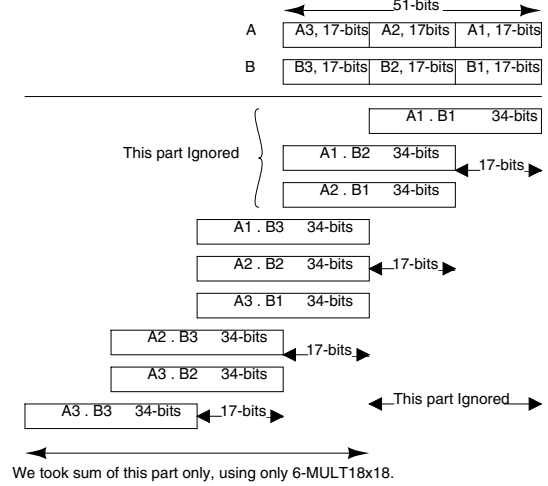 51-bits
A A3, 17-bits A2, 17bits A1, 17-bits
B B3, 17-bits B2, 17-bits B1, 17-bits
A1 . B1 34-bits
This part Ignored A1 . B2 34-bits 17-bits
A2 . B1 34-bits
A1 . B3 34-bits
A2 . B2 34-bits 17-bits
A3 . B1 34-bits
A2 . B3 34-bits 17-bits
A3 . B2 34-bits
This part Ignored
A3 . B3 34-bits 17-bits
We took sum of this part only, using only 6-MULT18x18.